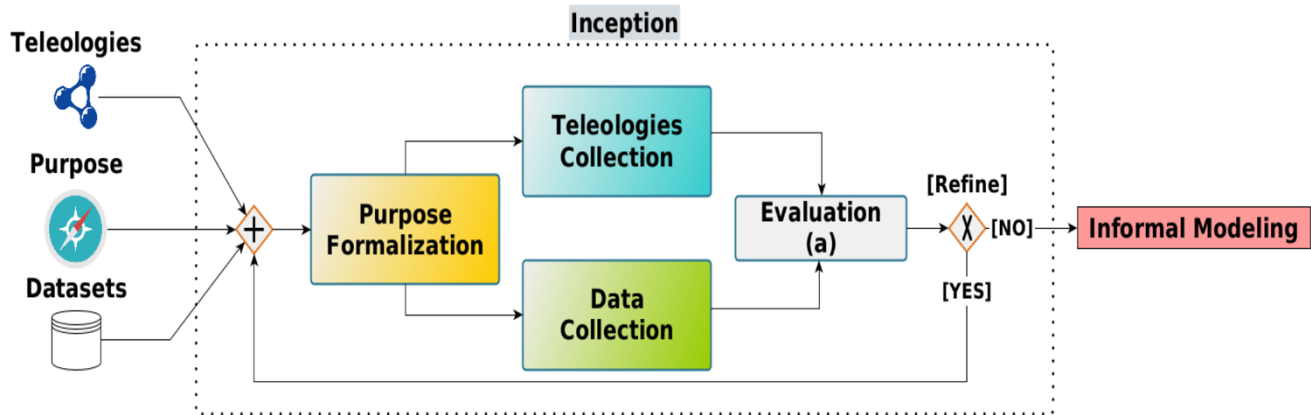 Inception
Teleologies
Purpose
Datasets
+
Purpose
Formalization
Teleologies
Collection
Data
Collection
Evaluation
(a)
[Refine]
X
[NO]
[YES]
Informal Modeling